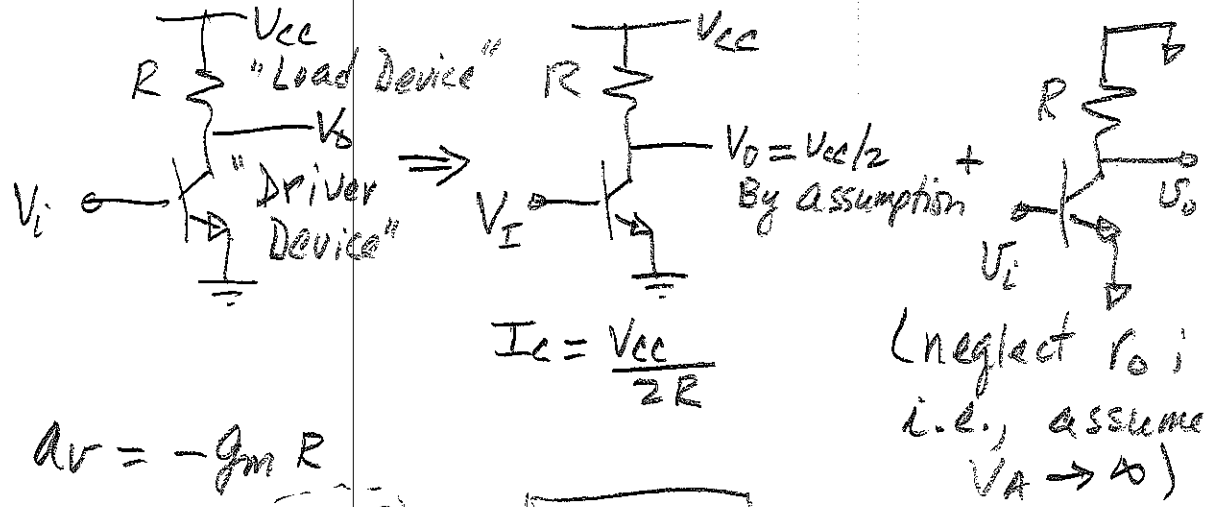 Vcc
R "Load Device"
Vo
"Driver Device"
Vi
Vcc
R
Vo = Vcc/2
By assumption
VI
Ic = Vcc/2R
+
R
vo
vi
(neglect ro;
i.e., assume
VA → ∞)
av = -gm R